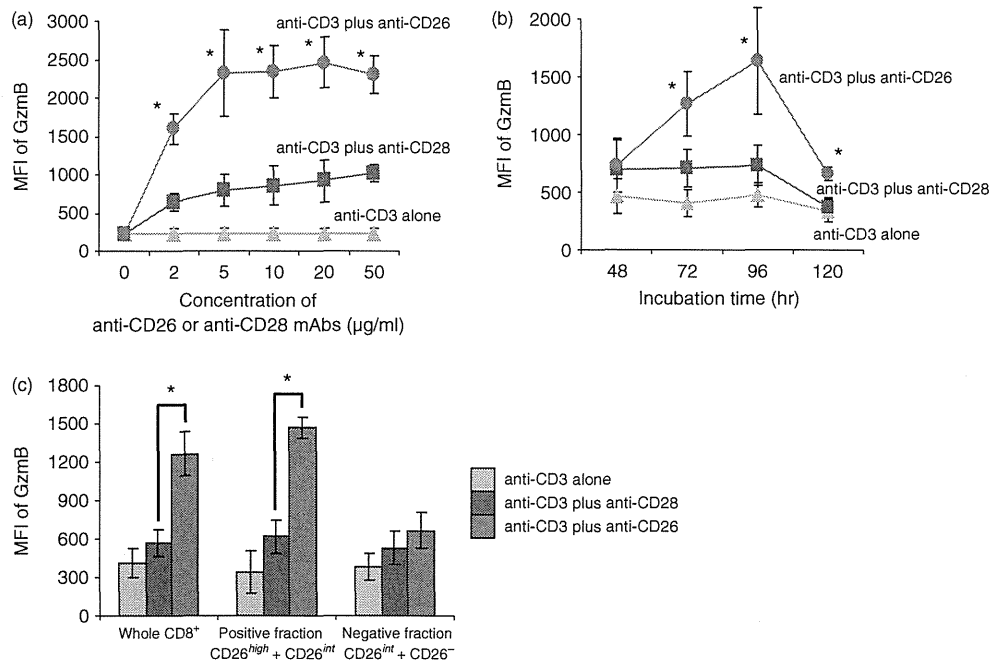 (a)
3000
2500
2000
1500
1000
500
0
MFI of GzmB
anti-CD3 plus anti-CD26
* * * * *
anti-CD3 plus anti-CD28
anti-CD3 alone
0 2 5 10 20 50
Concentration of
anti-CD26 or anti-CD28 mAbs (μg/ml)
(b)
2000
1500
1000
500
0
MFI of GzmB
* * *
anti-CD3 plus anti-CD26
anti-CD3 plus anti-CD28
anti-CD3 alone
48 72 96 120
Incubation time (hr)
(c)
1800
1500
1200
900
600
300
0
MFI of GzmB
* *
Whole CD8⁺ Positive fraction Negative fraction
CD26ʰⁱᵍʰ + CD26ⁱⁿᵗ CD26ⁱⁿᵗ + CD26⁻
anti-CD3 alone
anti-CD3 plus anti-CD28
anti-CD3 plus anti-CD26